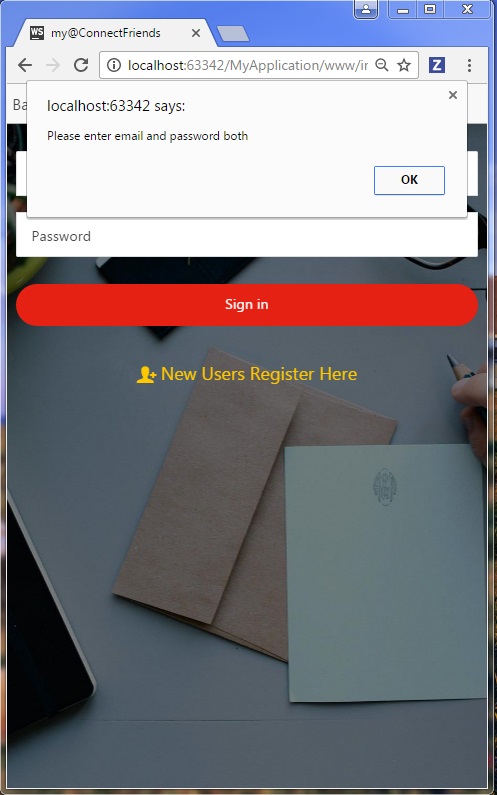 WS
my@ConnectFriends
localhost:63342/MyApplication/www/ir
Z
Ba
localhost:63342 says:
Please enter email and password both
OK
Password
Sign in
New Users Register Here